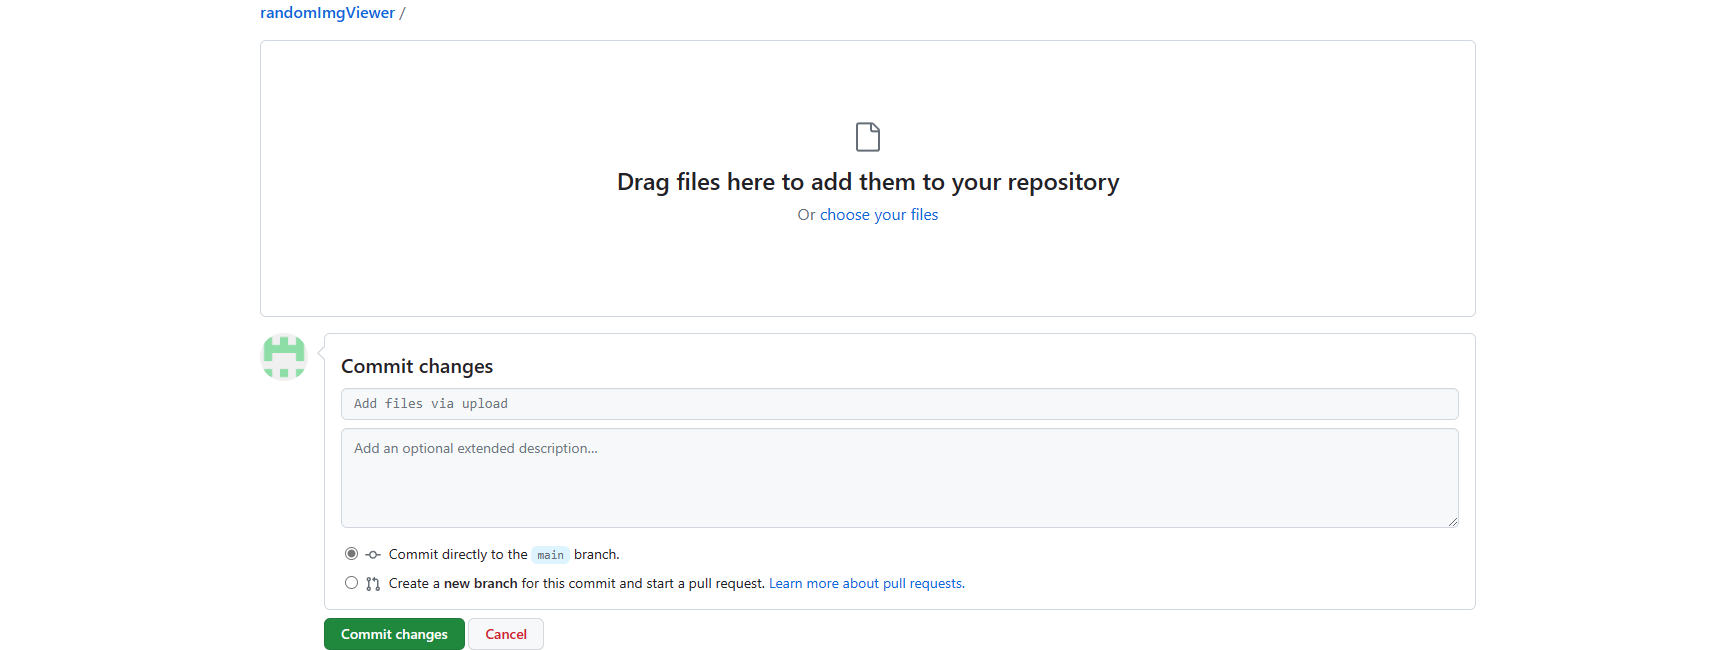 randomImgViewer /
Drag files here to add them to your repository
Or choose your files
Commit changes
Add files via upload
Add an optional extended description...
Commit directly to the main branch.
Create a new branch for this commit and start a pull request. Learn more about pull requests.
Commit changes Cancel